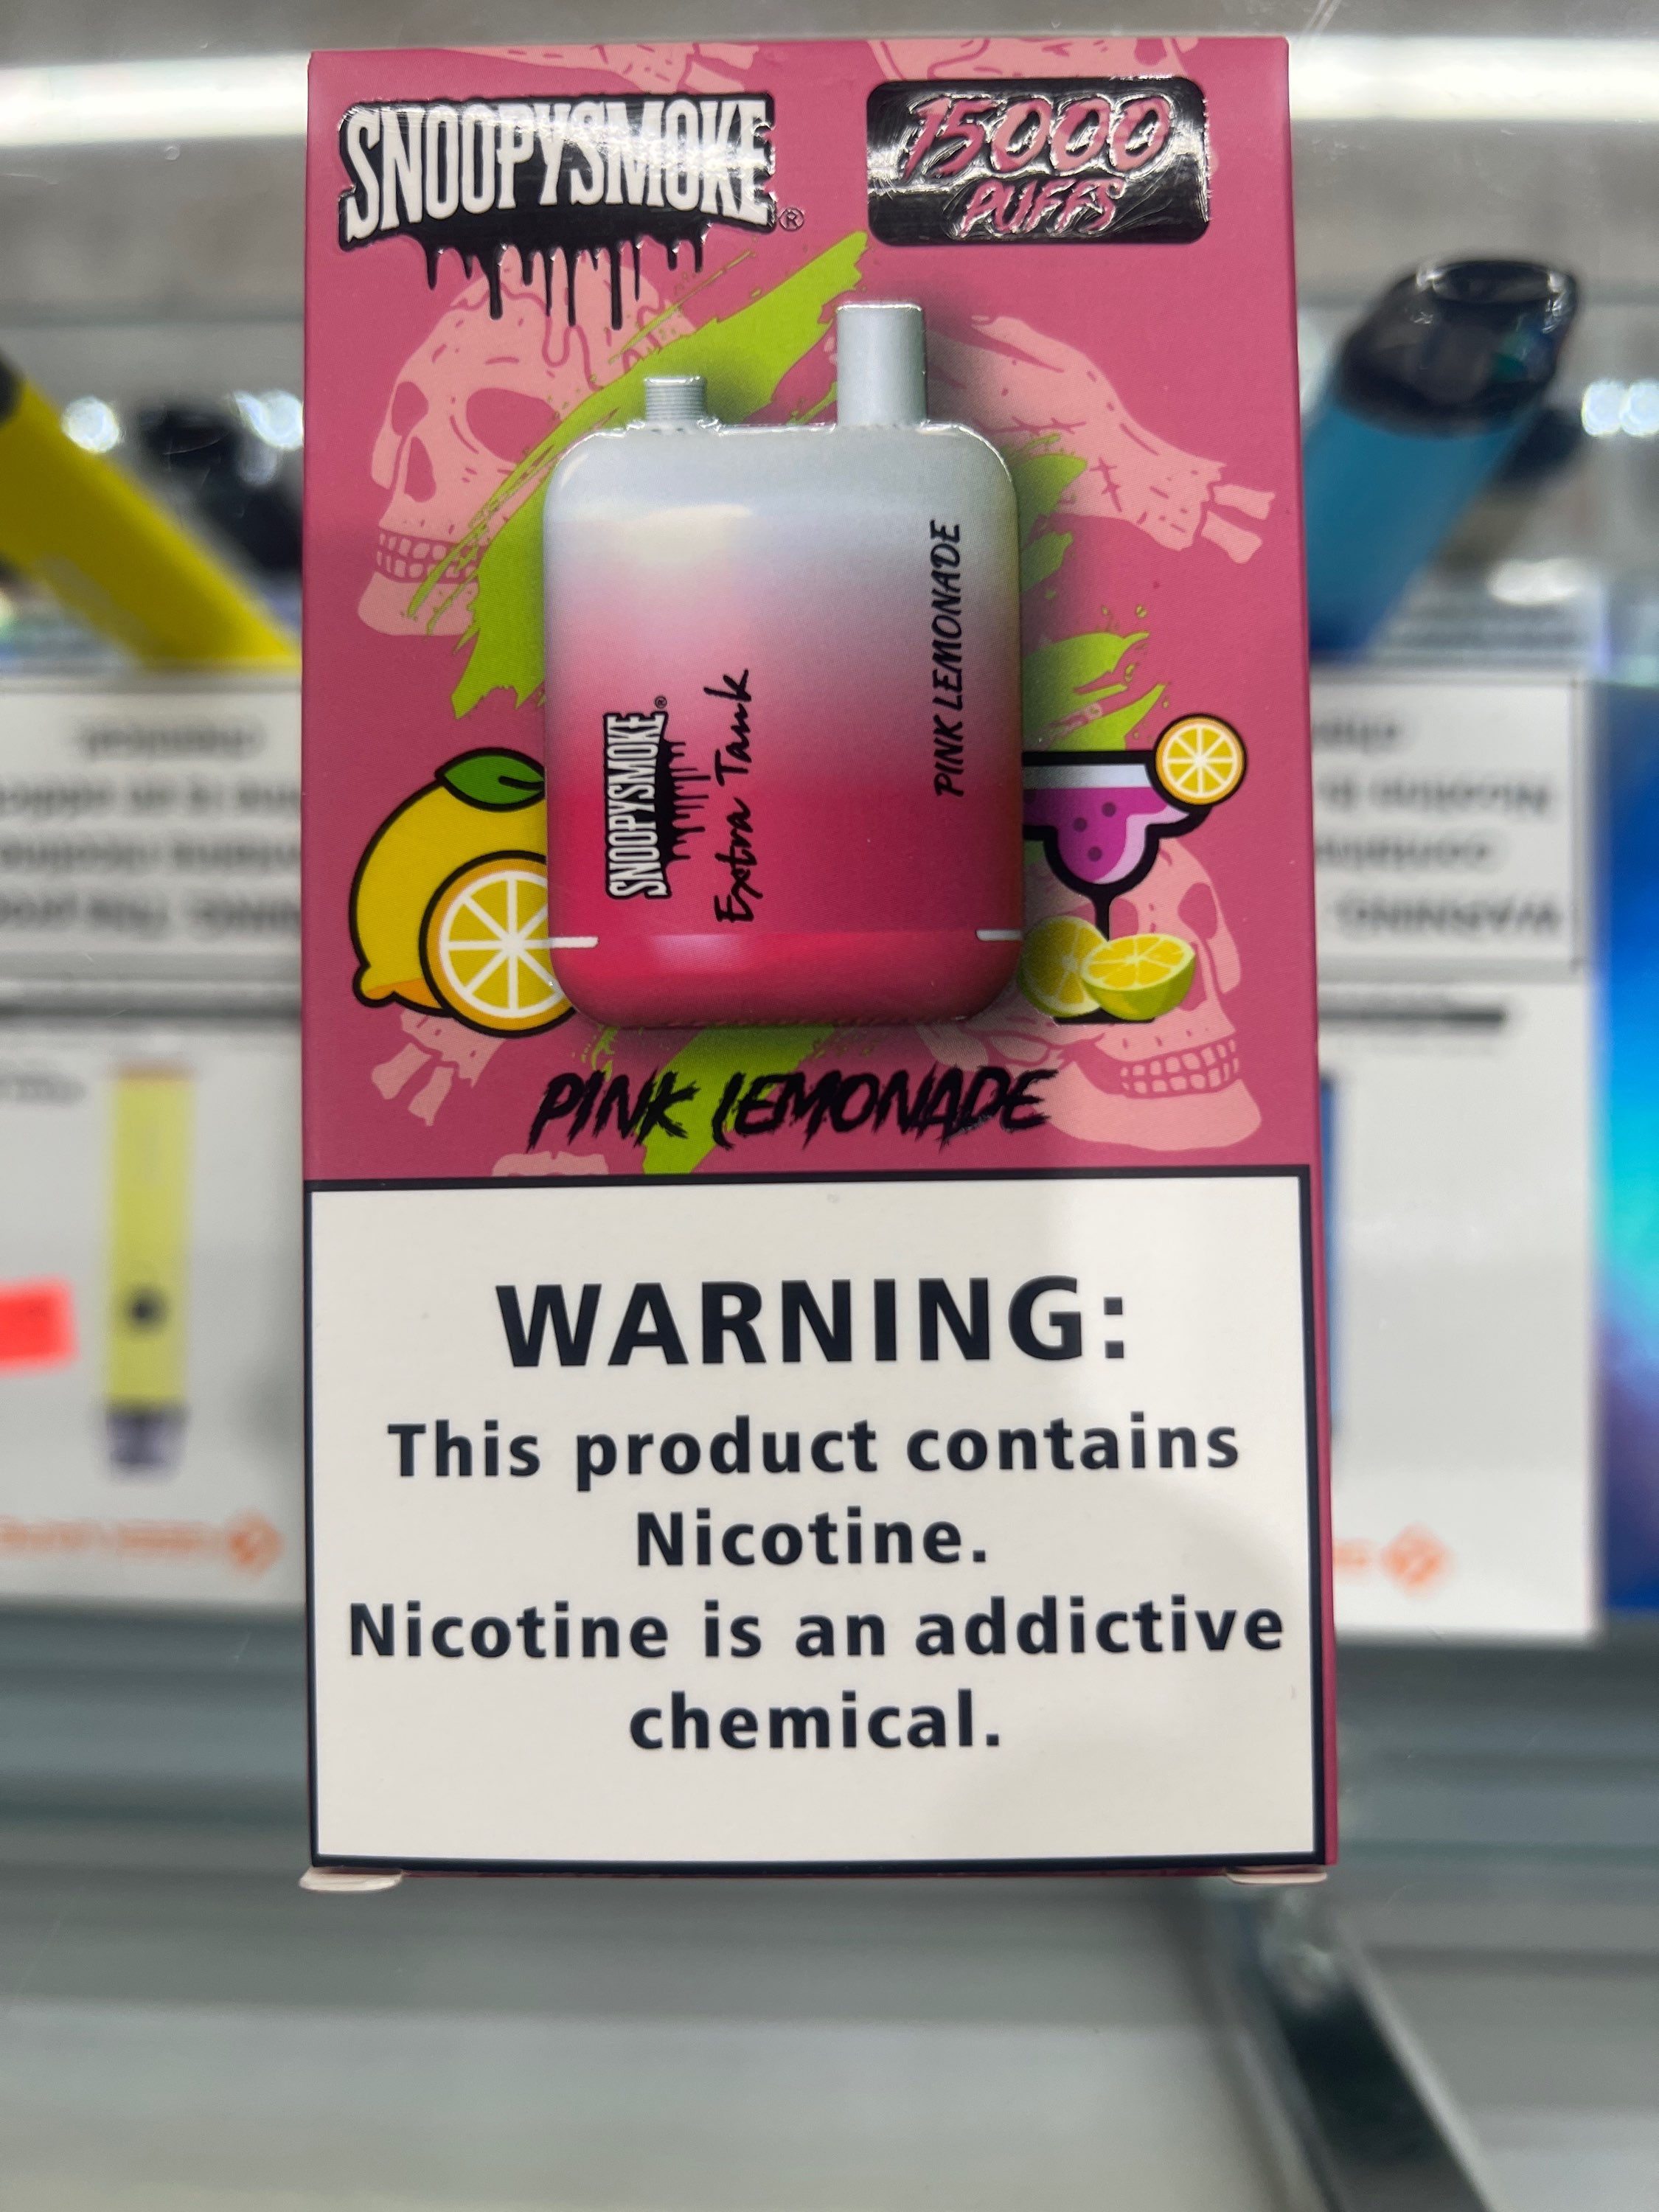 SNOOPYSMOKE®
15000
PUFFS
SNOOPYSMOKE®
Extra Tank
PINK LEMONADE
PINK LEMONADE
WARNING:
This product contains
Nicotine.
Nicotine is an addictive
chemical.